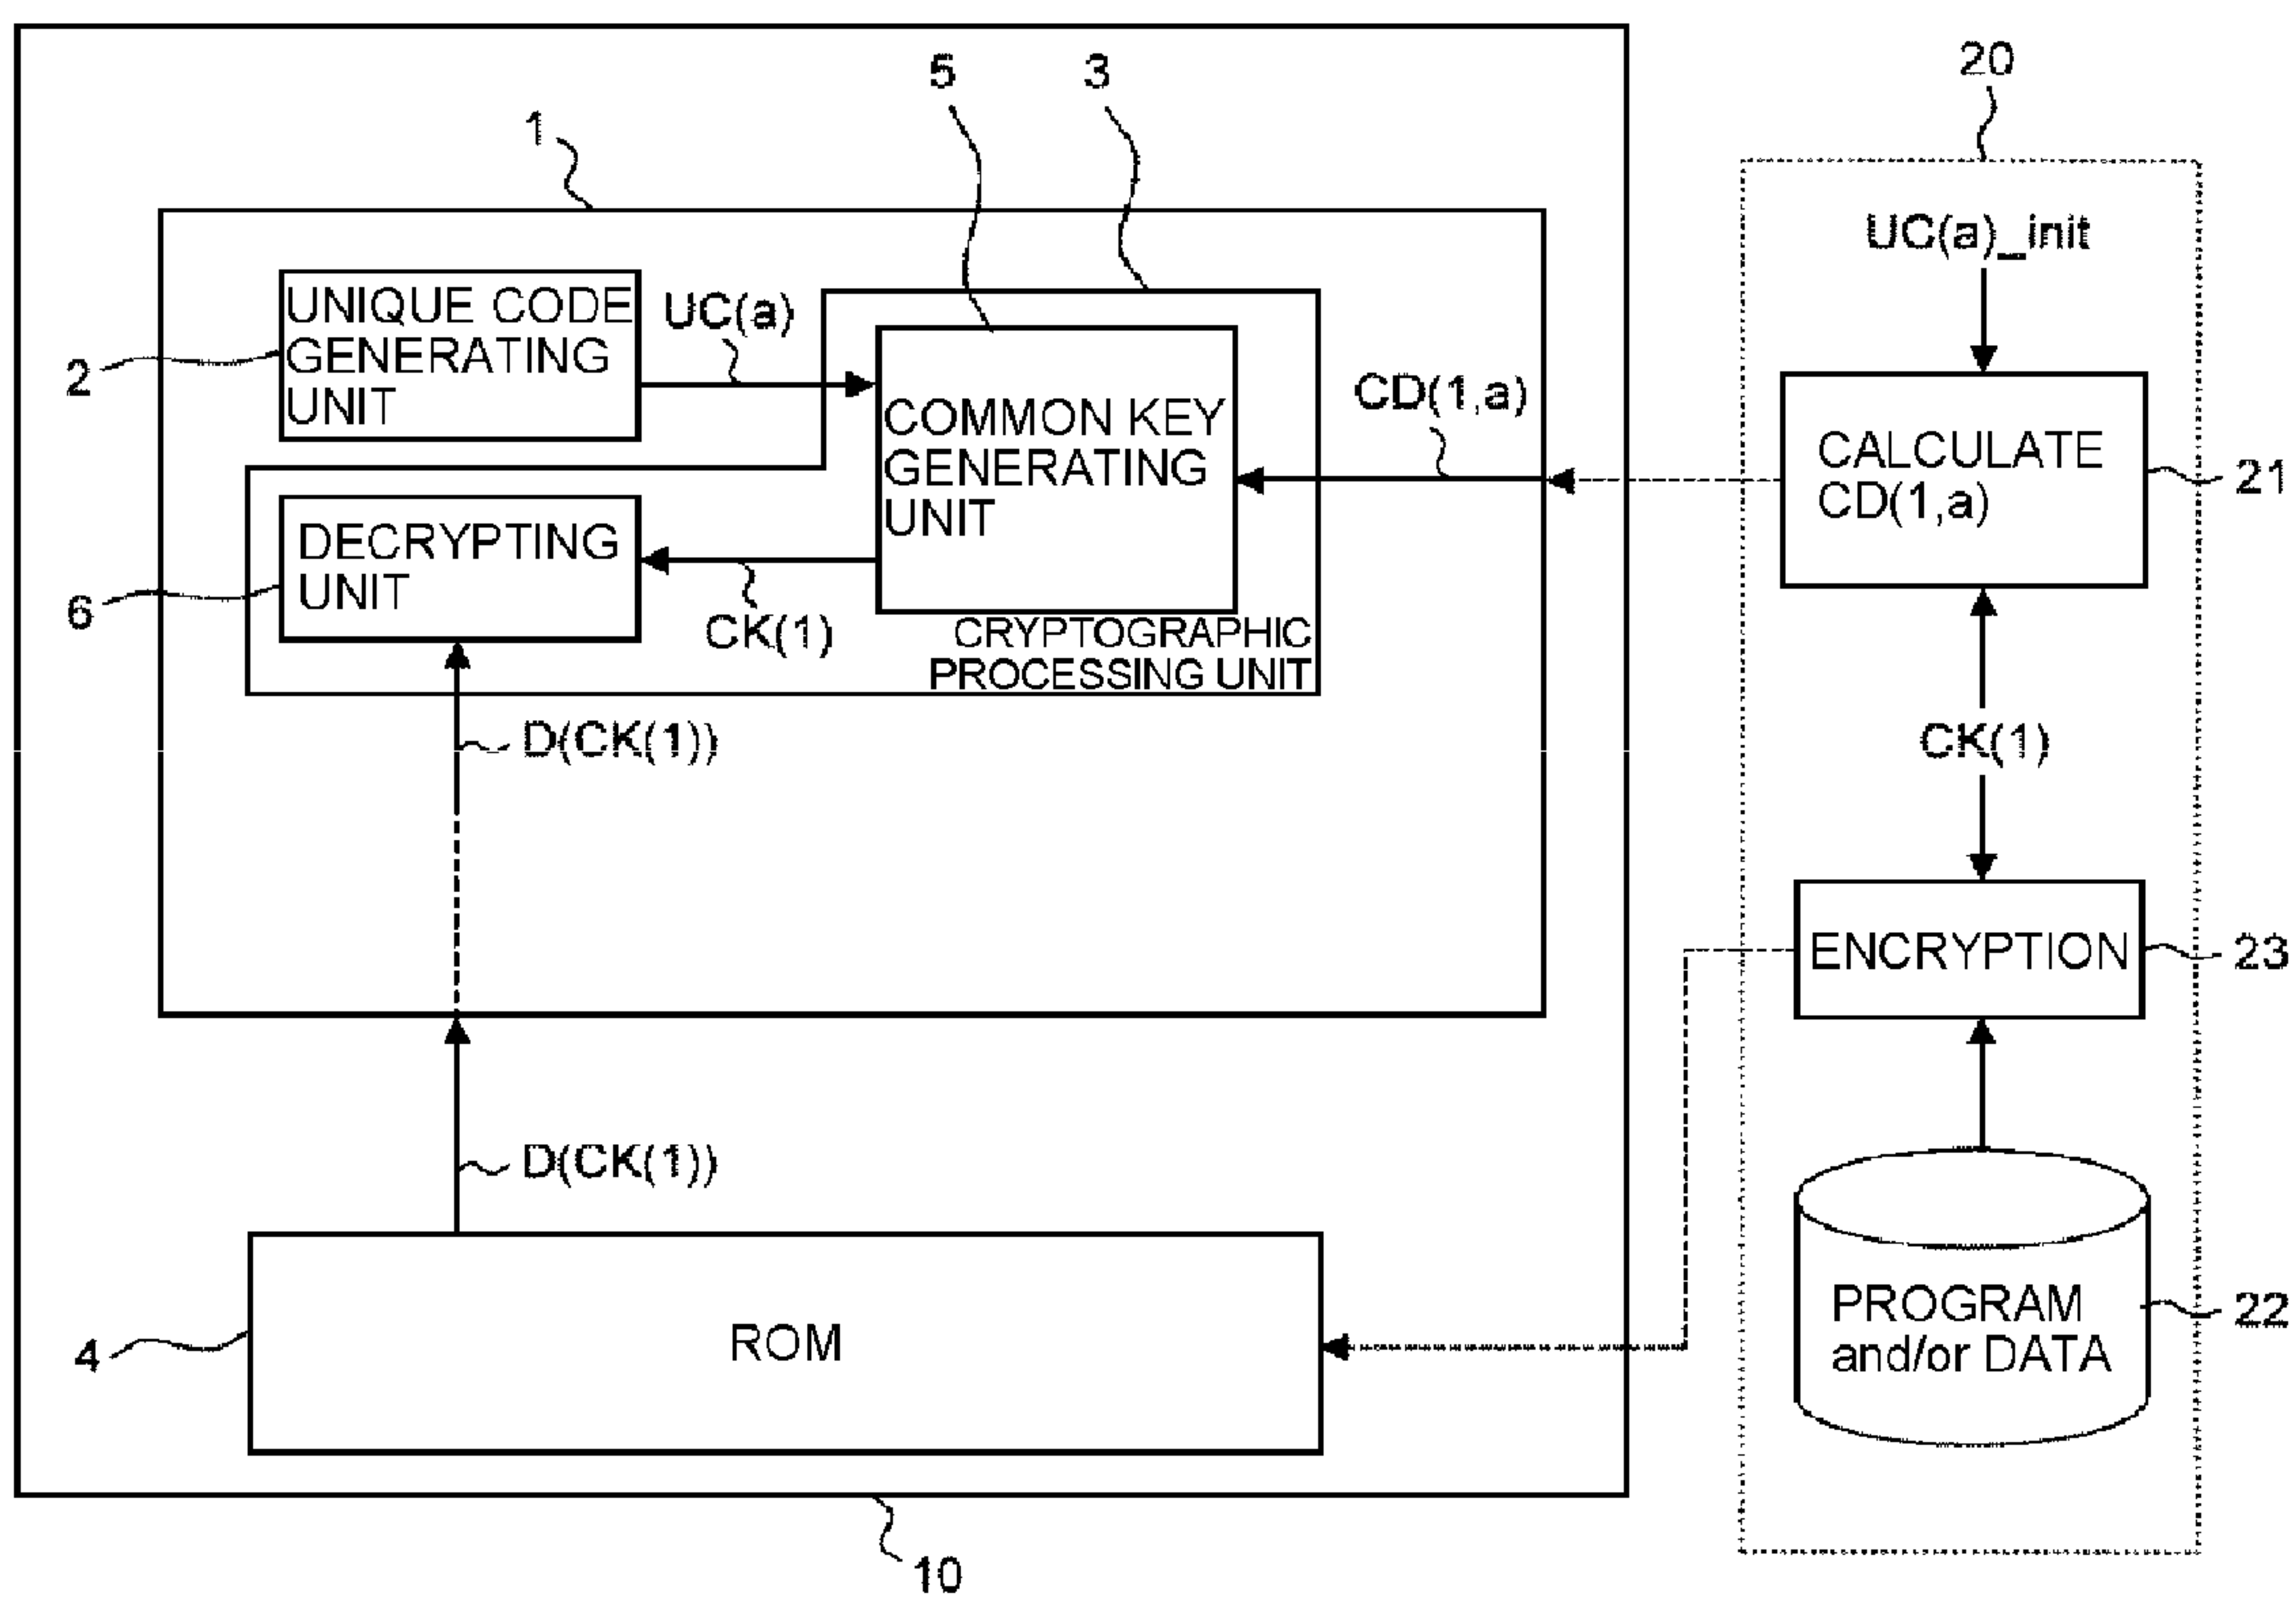 5
3
20
1
UC(a)_init
UNIQUE CODE
GENERATING
UNIT
UC(a)
2
COMMON KEY
GENERATING
UNIT
CD(1,a)
CALCULATE
CD(1,a)
21
DECRYPTING
UNIT
6
CK(1)
CRYPTOGRAPHIC
PROCESSING UNIT
D(CK(1))
CK(1)
ENCRYPTION
23
D(CK(1))
PROGRAM
and/or DATA
22
ROM
4
10